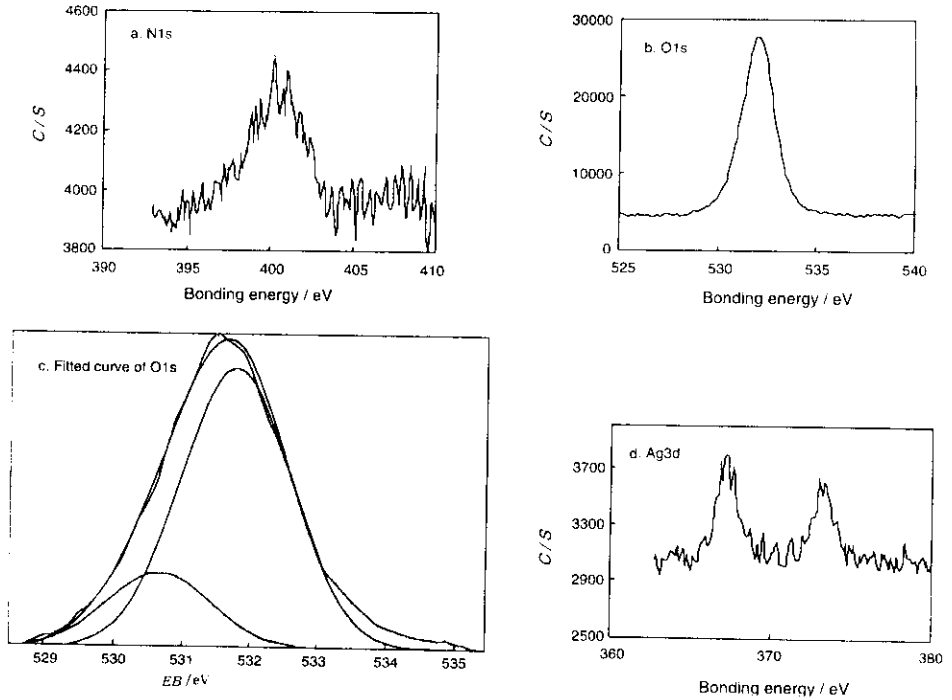 a. N1s
4600
4400
4200
4000
3800
C/S
390 395 400 405 410
Bonding energy / eV
b. O1s
30000
20000
10000
0
C/S
525 530 535 540
Bonding energy / eV
c. Fitted curve of O1s
529 530 531 532 533 534 535
EB/eV
d. Ag3d
3700
3300
2900
2500
C/S
360 370 380
Bonding energy / eV